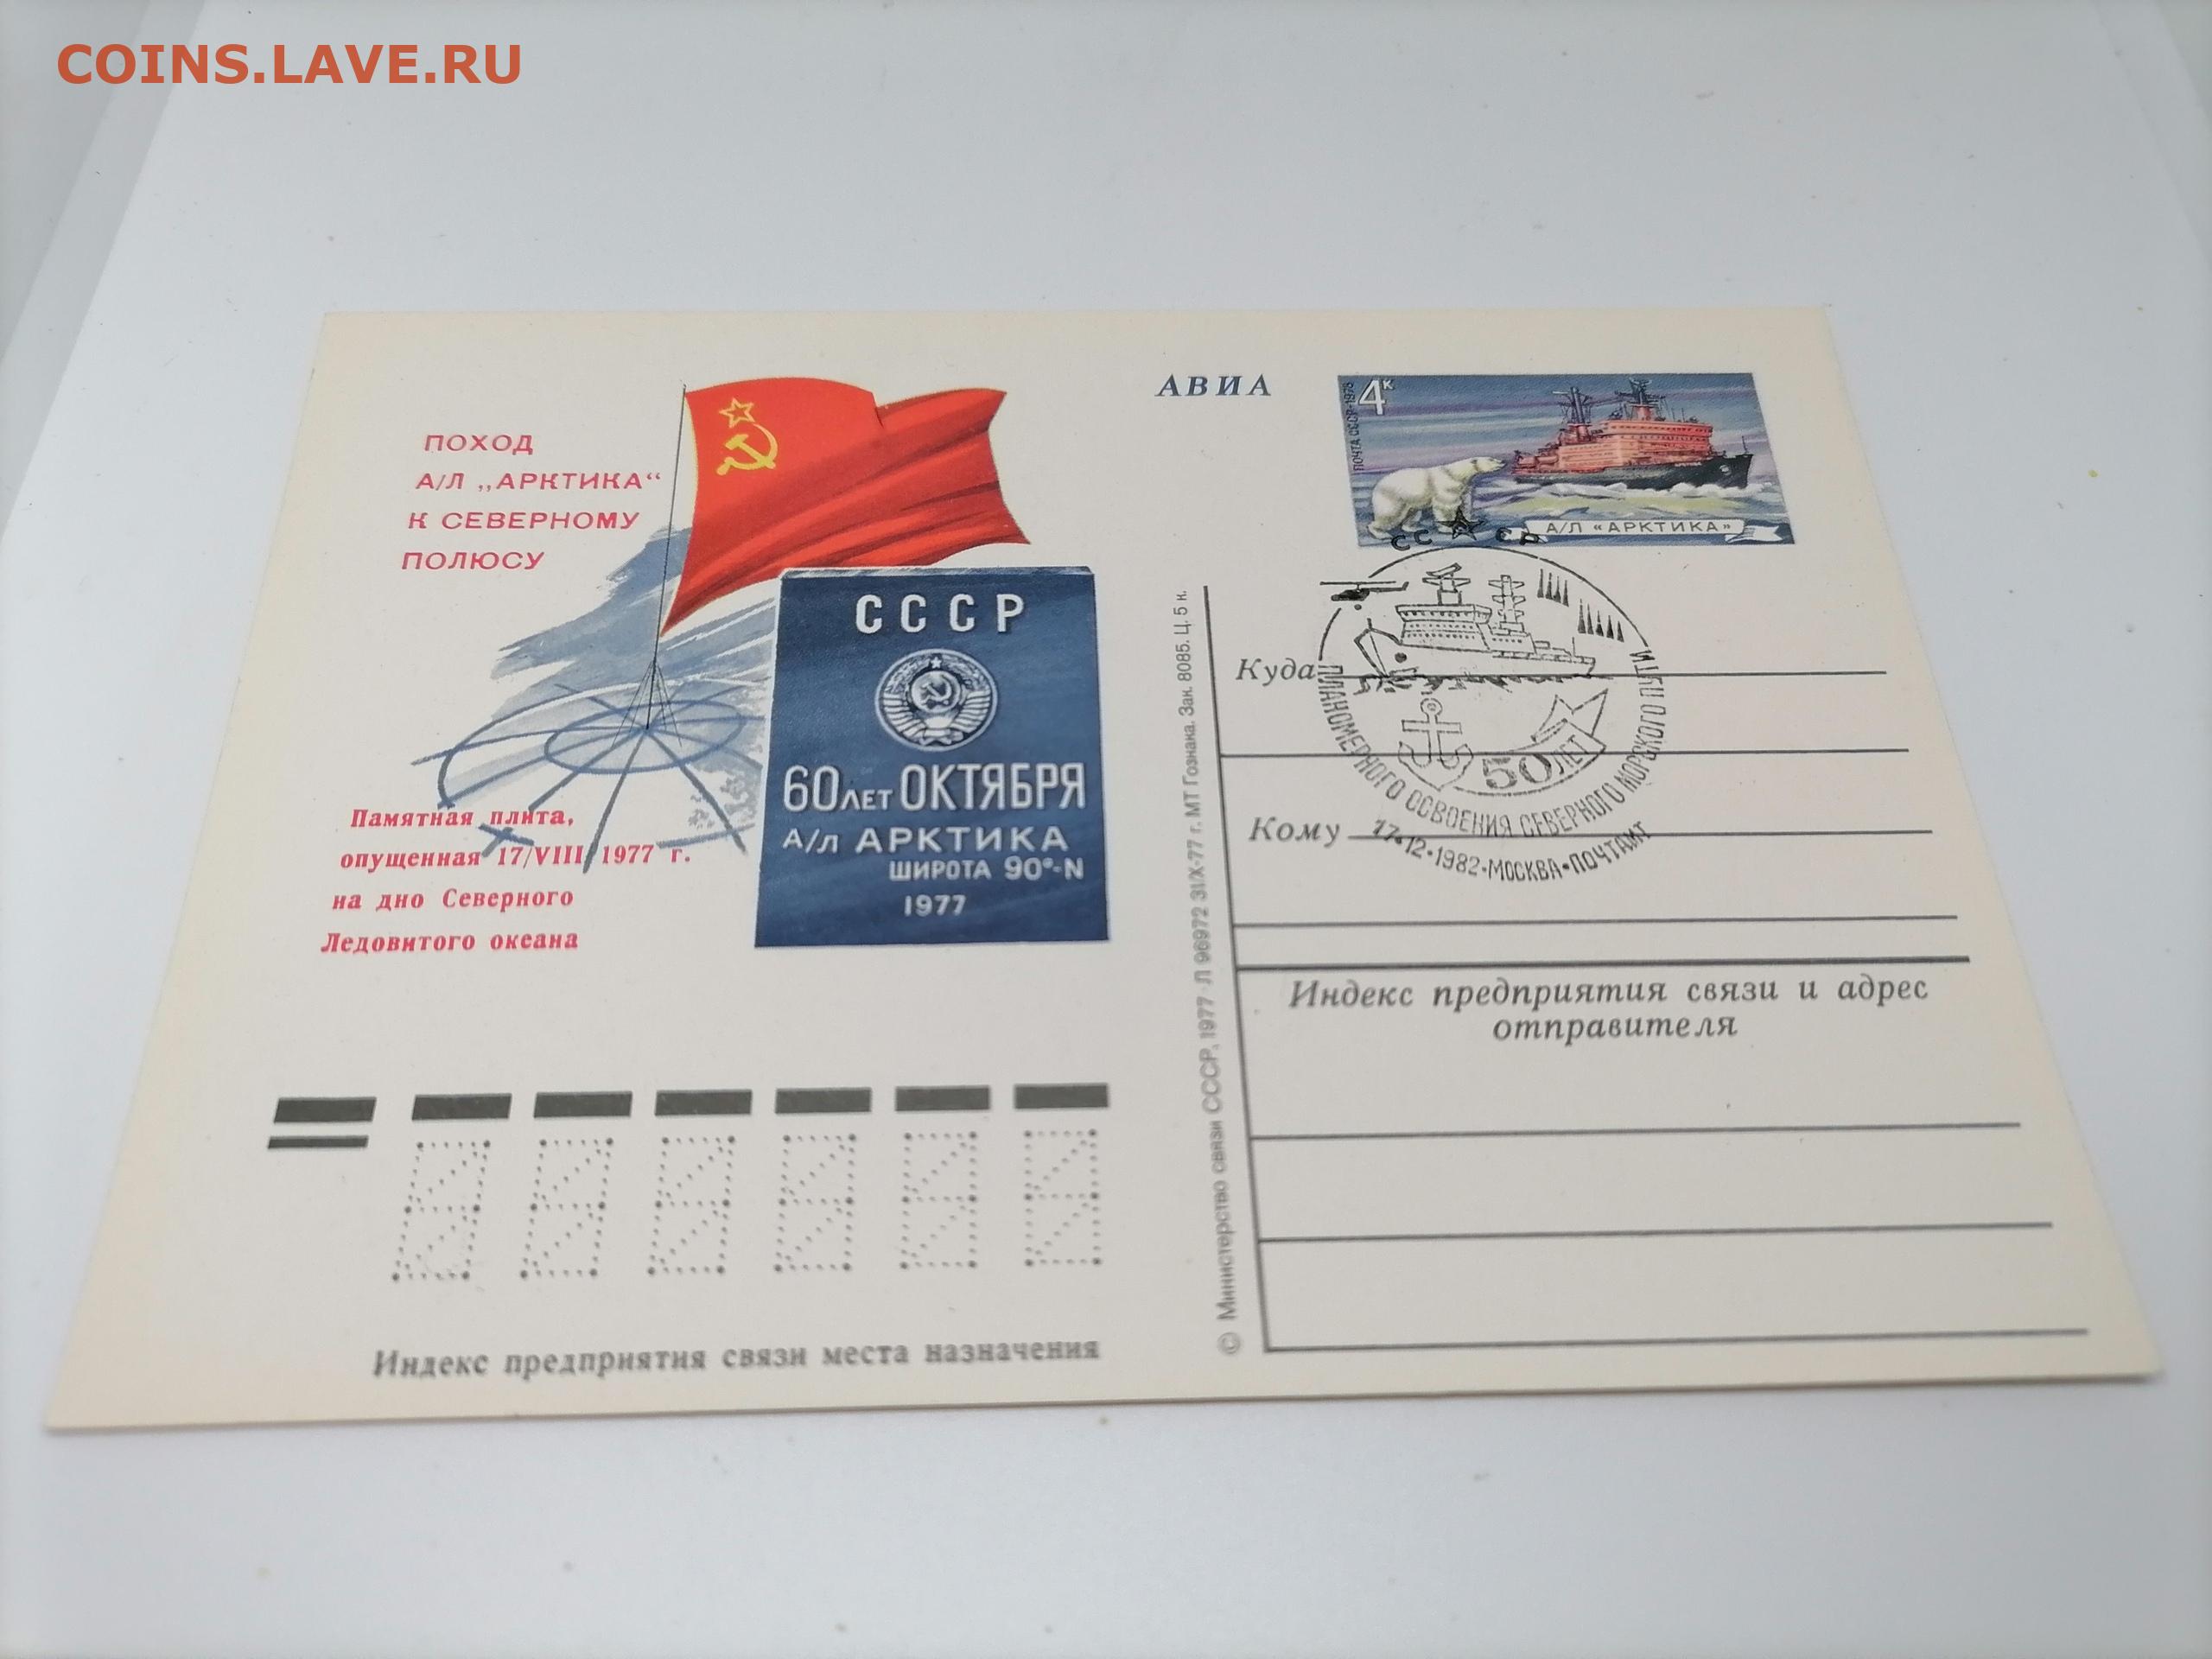 COINS.LAVE.RU
ПОХОД
А/Л „АРКТИКА“
К СЕВЕРНОМУ
ПОЛЮСУ
СССР
60 ЛЕТ ОКТЯБРЯ
А/л АРКТИКА
ШИРОТА 90°-N
1977
Памятная плита,
опущенная 17/VIII 1977 г.
на дно Северного
Ледовитого океана
Индекс предприятия связи места назначения
© Министерство связи СССР, 1977 · Л 96972 31/X-77 г. МТ Гознака. Зак. 8085. Ц. 5 к.
АВИА
ПОЧТА СССР·1978
4К
А/Л «АРКТИКА»
СССР
50 ЛЕТ
ПЛАНОМЕРНОГО ОСВОЕНИЯ СЕВЕРНОГО МОРСКОГО ПУТИ
17·12·1982·МОСКВА·ПОЧТАМТ
Куда
Кому
Индекс предприятия связи и адрес
отправителя